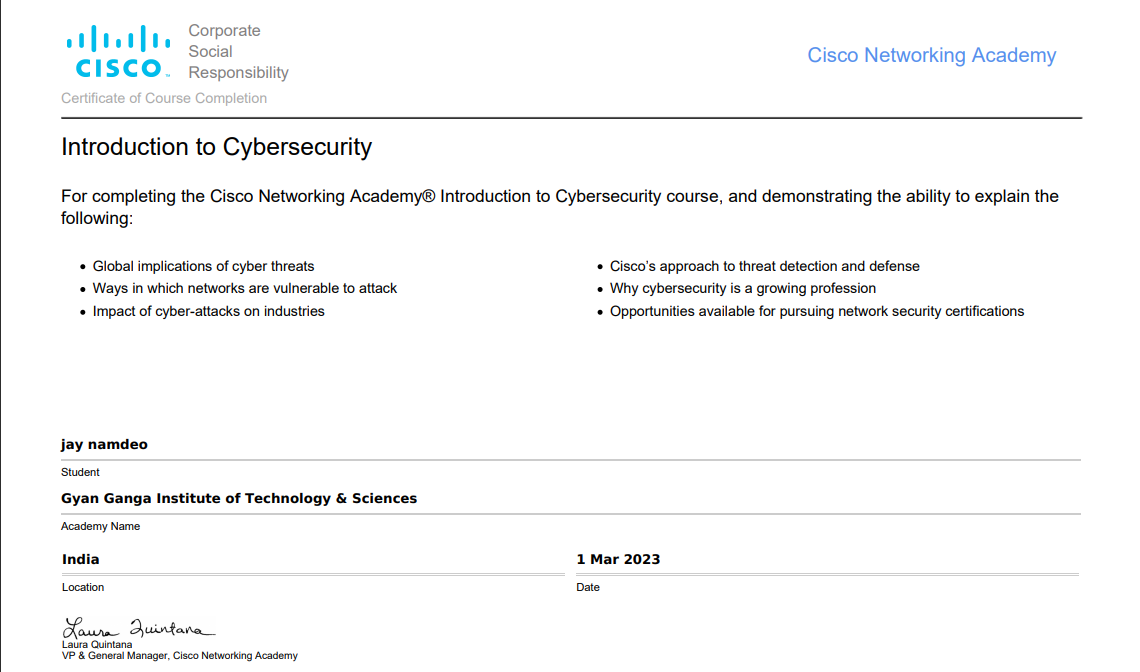 CISCO
Corporate
Social
Responsibility
Cisco Networking Academy
Certificate of Course Completion
Introduction to Cybersecurity
For completing the Cisco Networking Academy® Introduction to Cybersecurity course, and demonstrating the ability to explain the
following:
• Global implications of cyber threats
• Ways in which networks are vulnerable to attack
• Impact of cyber-attacks on industries
• Cisco's approach to threat detection and defense
• Why cybersecurity is a growing profession
• Opportunities available for pursuing network security certifications
jay namdeo
Student
Gyan Ganga Institute of Technology & Sciences
Academy Name
India
Location
1 Mar 2023
Date
Laura Quintana
Laura Quintana
VP & General Manager, Cisco Networking Academy